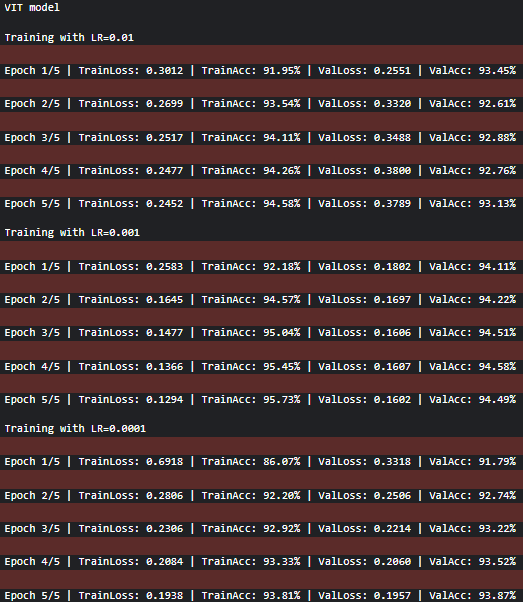 VIT model
Training with LR=0.01
Epoch 1/5 | TrainLoss: 0.3012 | TrainAcc: 91.95% | ValLoss: 0.2551 | ValAcc: 93.45%
Epoch 2/5 | TrainLoss: 0.2699 | TrainAcc: 93.54% | ValLoss: 0.3320 | ValAcc: 92.61%
Epoch 3/5 | TrainLoss: 0.2517 | TrainAcc: 94.11% | ValLoss: 0.3488 | ValAcc: 92.88%
Epoch 4/5 | TrainLoss: 0.2477 | TrainAcc: 94.26% | ValLoss: 0.3800 | ValAcc: 92.76%
Epoch 5/5 | TrainLoss: 0.2452 | TrainAcc: 94.58% | ValLoss: 0.3789 | ValAcc: 93.13%
Training with LR=0.001
Epoch 1/5 | TrainLoss: 0.2583 | TrainAcc: 92.18% | ValLoss: 0.1802 | ValAcc: 94.11%
Epoch 2/5 | TrainLoss: 0.1645 | TrainAcc: 94.57% | ValLoss: 0.1697 | ValAcc: 94.22%
Epoch 3/5 | TrainLoss: 0.1477 | TrainAcc: 95.04% | ValLoss: 0.1606 | ValAcc: 94.51%
Epoch 4/5 | TrainLoss: 0.1366 | TrainAcc: 95.45% | ValLoss: 0.1607 | ValAcc: 94.58%
Epoch 5/5 | TrainLoss: 0.1294 | TrainAcc: 95.73% | ValLoss: 0.1602 | ValAcc: 94.49%
Training with LR=0.0001
Epoch 1/5 | TrainLoss: 0.6918 | TrainAcc: 86.07% | ValLoss: 0.3318 | ValAcc: 91.79%
Epoch 2/5 | TrainLoss: 0.2806 | TrainAcc: 92.20% | ValLoss: 0.2506 | ValAcc: 92.74%
Epoch 3/5 | TrainLoss: 0.2306 | TrainAcc: 92.92% | ValLoss: 0.2214 | ValAcc: 93.22%
Epoch 4/5 | TrainLoss: 0.2084 | TrainAcc: 93.33% | ValLoss: 0.2060 | ValAcc: 93.52%
Epoch 5/5 | TrainLoss: 0.1938 | TrainAcc: 93.81% | ValLoss: 0.1957 | ValAcc: 93.87%